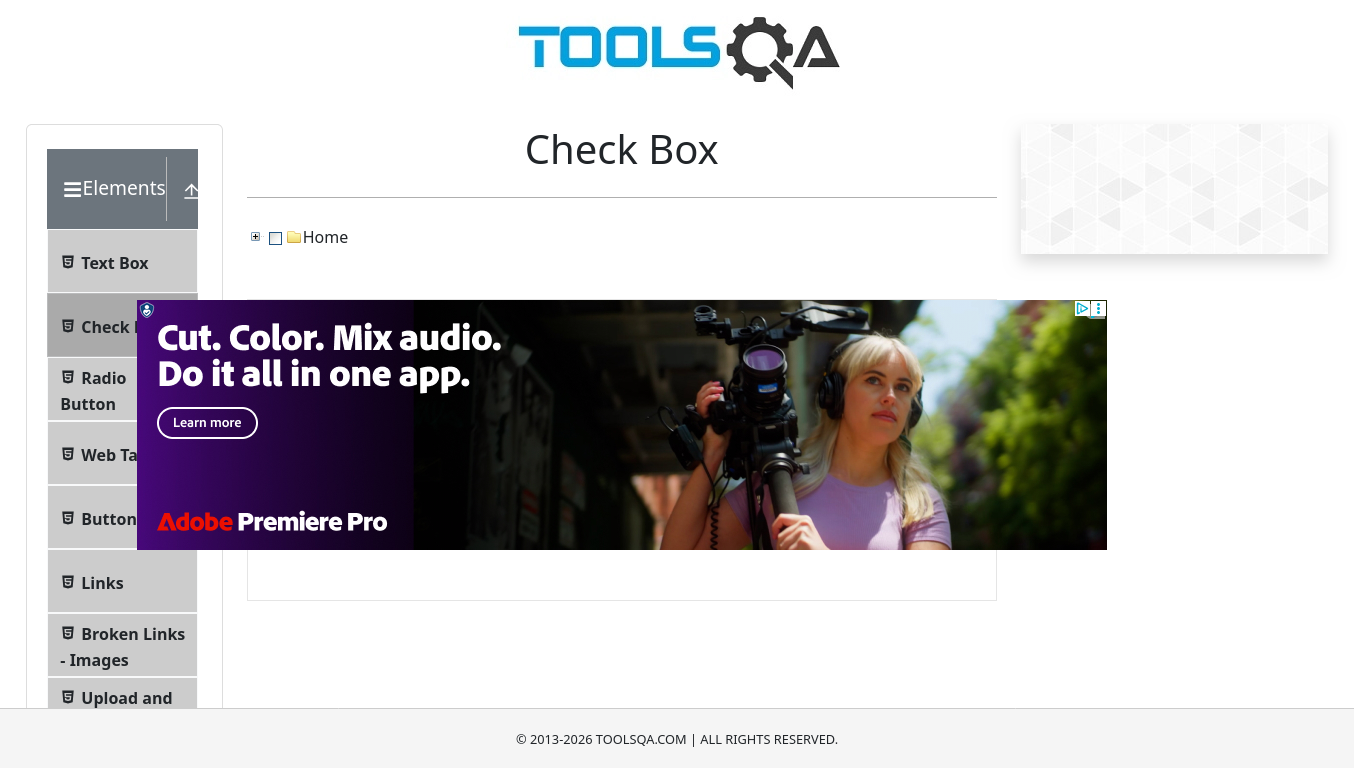 TOOLSQA
Check Box
Elements
Text Box
Home
Check
Cut. Color. Mix audio.
Do it all in one app.
Radio
Button
Learn more
Web Ta
Button
Adobe Premiere Pro
Links
Broken Links
- Images
Upload and
© 2013-2026 TOOLSQA.COM | ALL RIGHTS RESERVED.